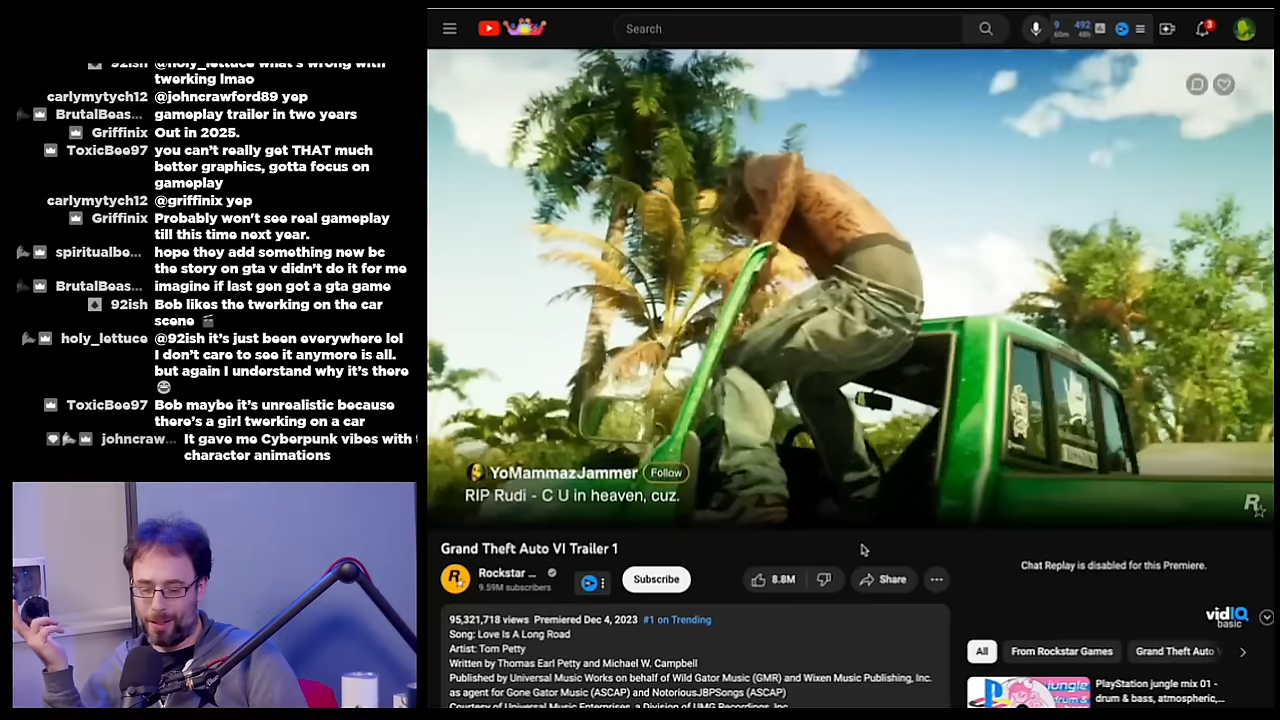 92ish @holy_lettuce what's wrong with
twerking lmao
carlymytych12 @johncrawford89 yep
BrutalBeas... gameplay trailer in two years
Griffinix Out in 2025.
ToxicBee97 you can't really get THAT much
better graphics, gotta focus on
gameplay
carlymytych12 @griffinix yep
Griffinix Probably won't see real gameplay
till this time next year.
spiritualbe... hope they add something new bc
the story on gta v didn't do it for me
BrutalBeas... imagine if last gen got a gta game
92ish Bob likes the twerking on the car
scene
holy_lettuce @92ish it's just been everywhere lol
I don't care to see it anymore is all.
but again I understand why it's there
ToxicBee97 Bob maybe it's unrealistic because
there's a girl twerking on a car
johncraw... It gave me Cyberpunk vibes with
character animations
Search
9 492
60m 48h
3
YoMammazJammer Follow
RIP Rudi - C U in heaven, cuz.
R
Grand Theft Auto VI Trailer 1
Rockstar ...
9.59M subscribers
Subscribe
8.8M
Share
95,321,718 views Premiered Dec 4, 2023 #1 on Trending
Song: Love Is A Long Road
Artist: Tom Petty
Written by Thomas Earl Petty and Michael W. Campbell
Published by Universal Music Works on behalf of Wild Gator Music (GMR) and Wixen Music Publishing, Inc.
as agent for Gone Gator Music (ASCAP) and NotoriousJBPSongs (ASCAP)
Courtesy of Universal Music Enterprises, a Division of UMG Recordings, Inc.
Chat Replay is disabled for this Premiere.
vidIQ
basic
All From Rockstar Games Grand Theft Auto
PlayStation jungle mix 01 -
drum & bass, atmospheric,...
jungle